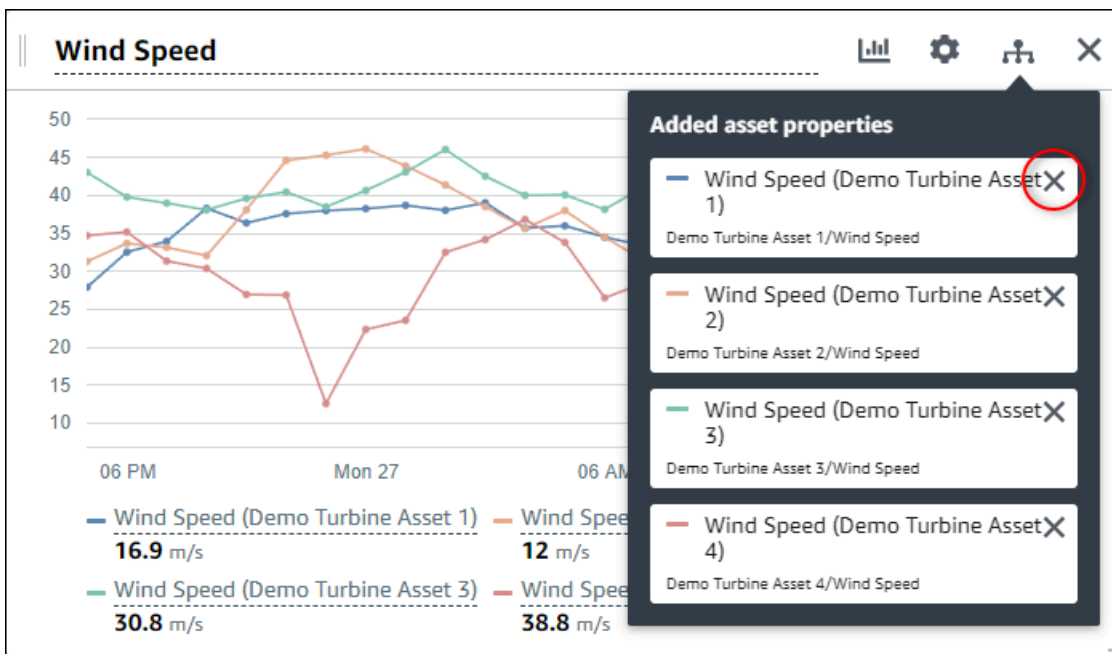 Wind Speed
50
45
40
35
30
25
20
15
10
06 PM
Mon 27
06 AM
Wind Speed (Demo Turbine Asset 1)
16.9 m/s
Wind Spee
12 m/s
Wind Speed (Demo Turbine Asset 3)
30.8 m/s
Wind Spee
38.8 m/s
Added asset properties
Wind Speed (Demo Turbine Asset
1)
Demo Turbine Asset 1/Wind Speed
Wind Speed (Demo Turbine Asset
2)
Demo Turbine Asset 2/Wind Speed
Wind Speed (Demo Turbine Asset
3)
Demo Turbine Asset 3/Wind Speed
Wind Speed (Demo Turbine Asset
4)
Demo Turbine Asset 4/Wind Speed